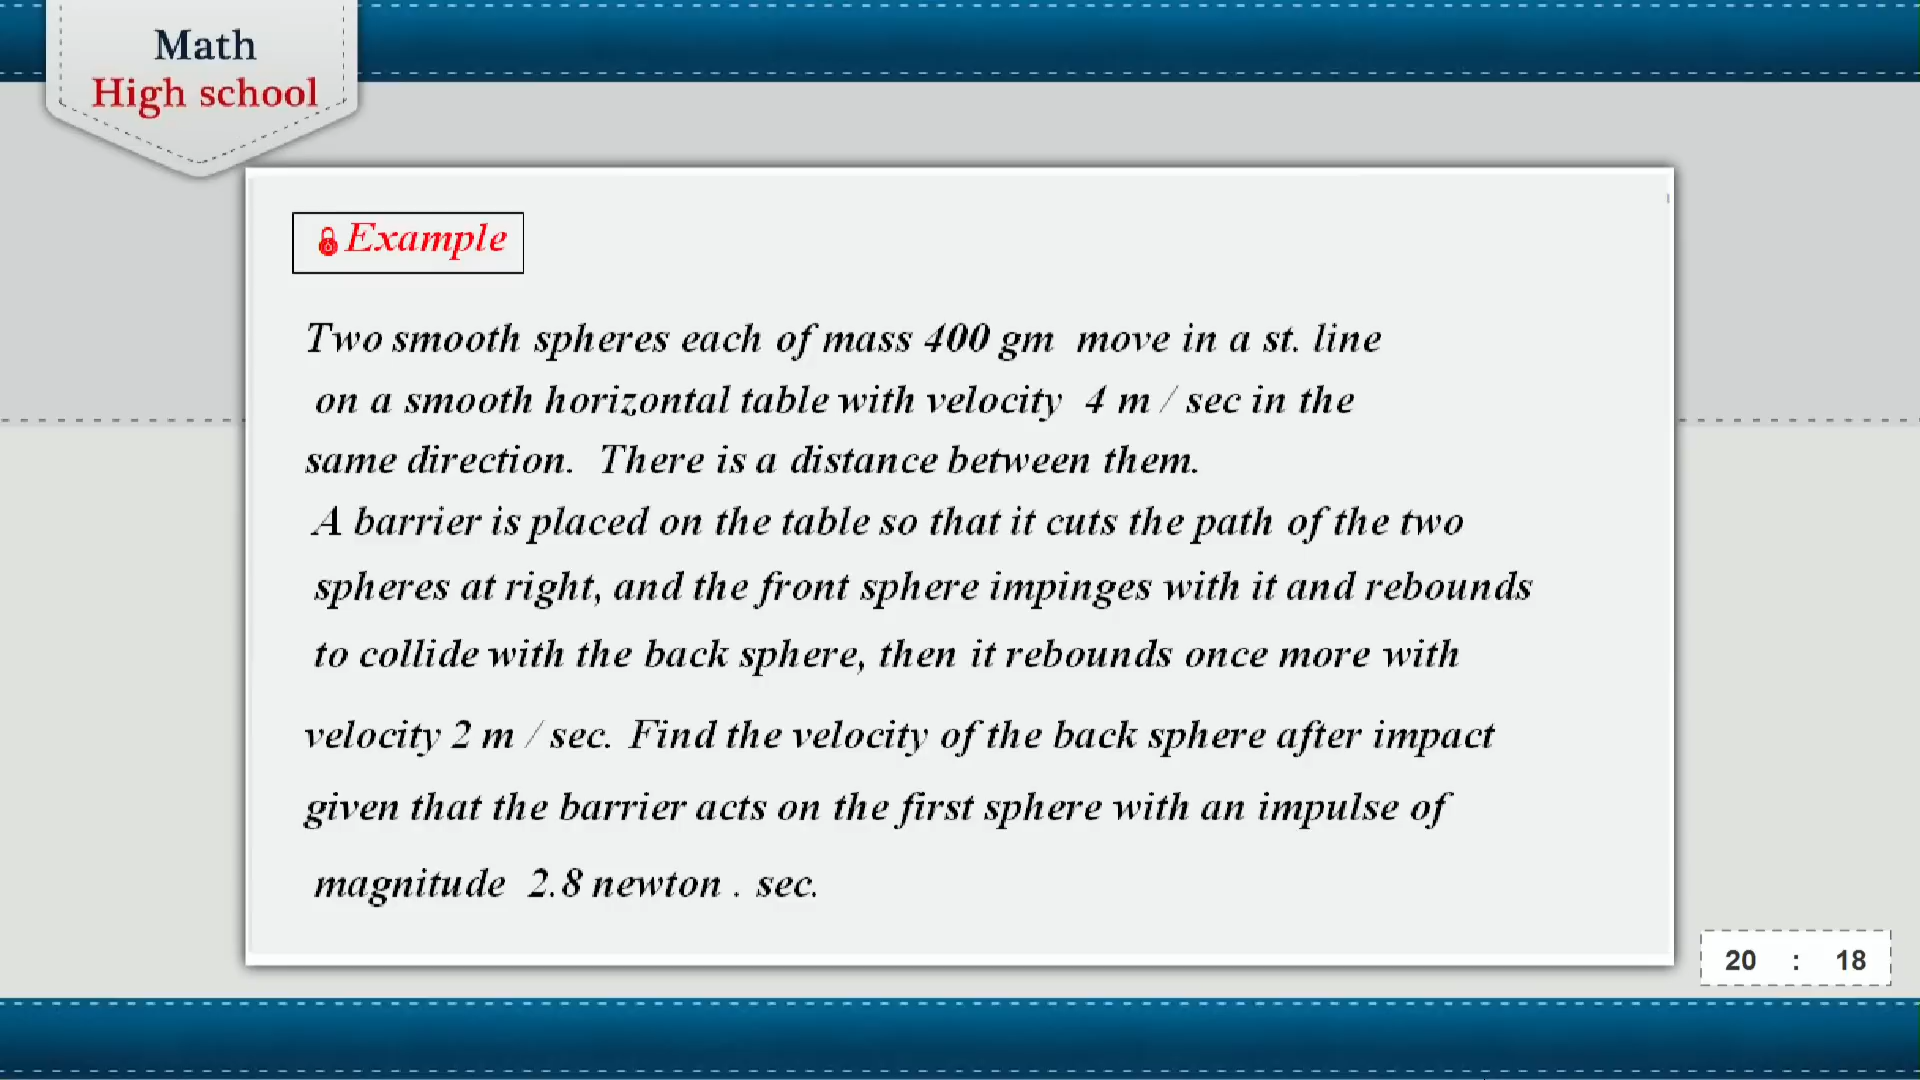 Math
High school
Example
Two smooth spheres each of mass 400 gm move in a st. line
on a smooth horizontal table with velocity 4 m / sec in the
same direction. There is a distance between them.
A barrier is placed on the table so that it cuts the path of the two
spheres at right, and the front sphere impinges with it and rebounds
to collide with the back sphere, then it rebounds once more with
velocity 2 m / sec. Find the velocity of the back sphere after impact
given that the barrier acts on the first sphere with an impulse of
magnitude 2.8 newton . sec.
20 : 18